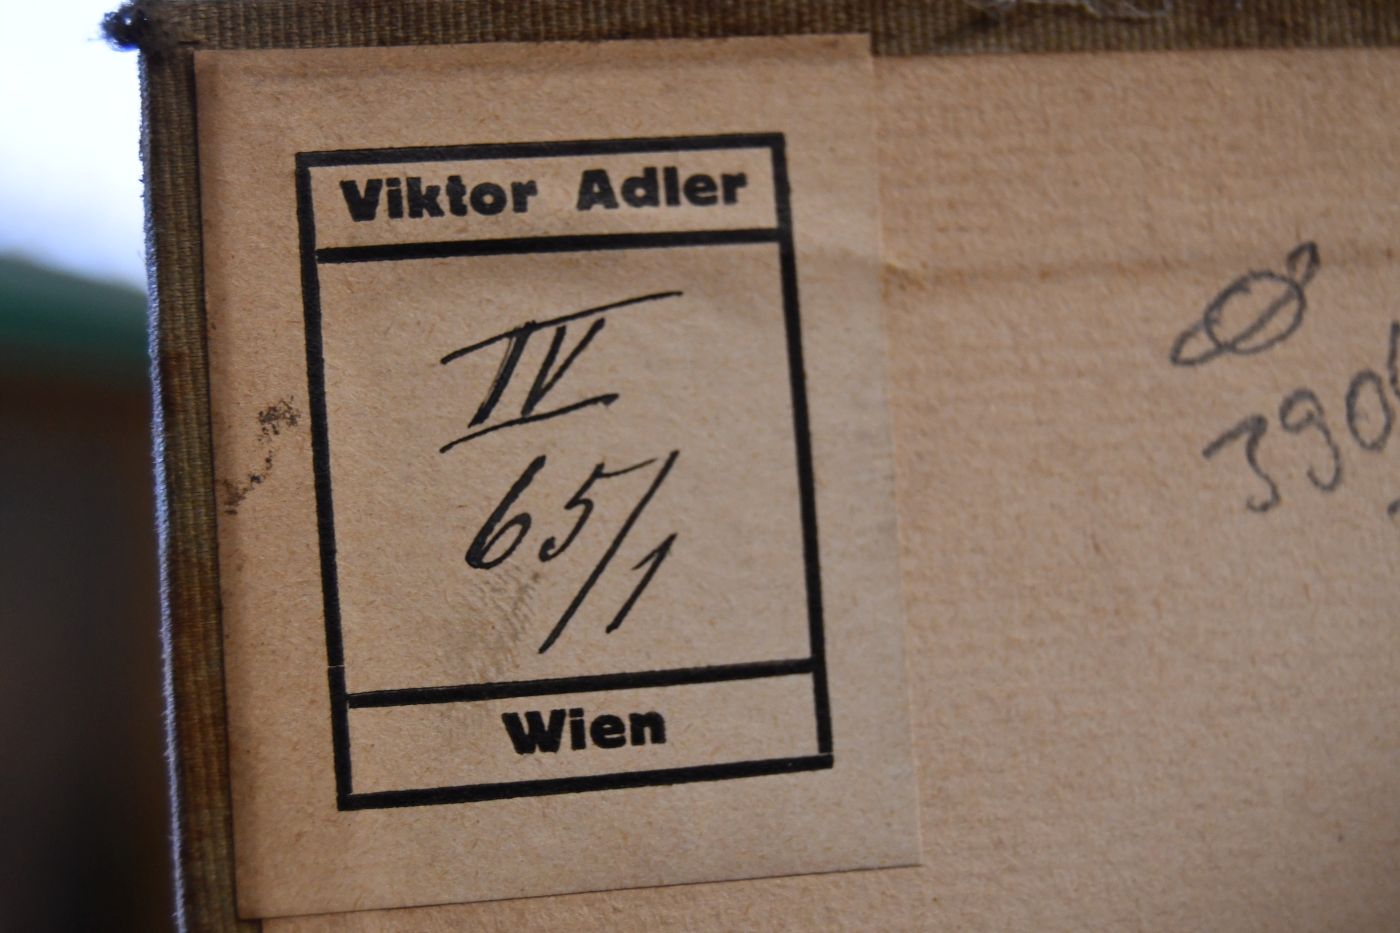 Viktor Adler
IV
65/1
Wien